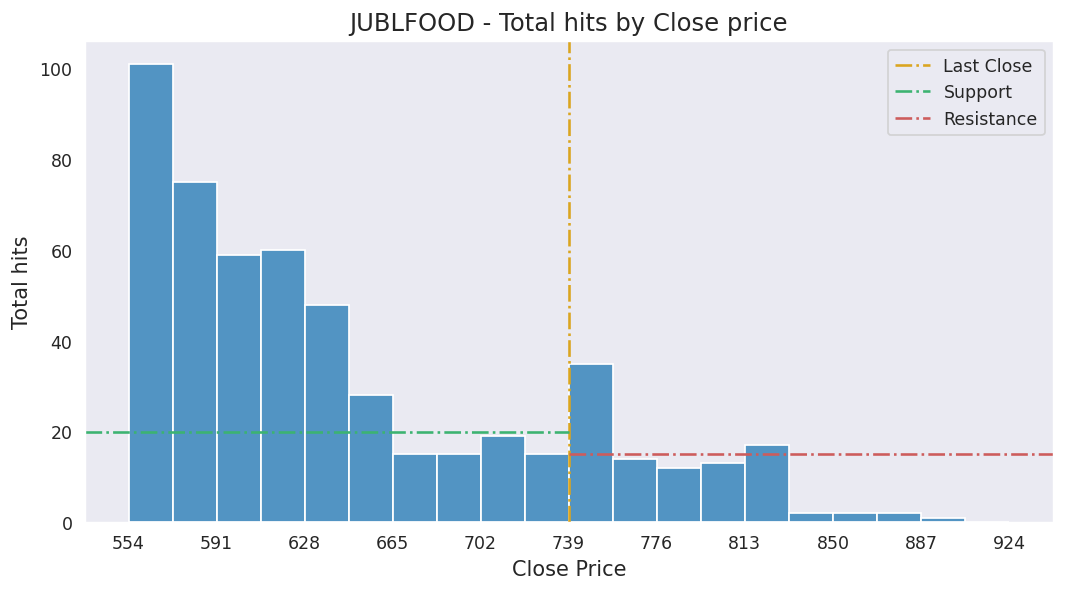 JUBLFOOD - Total hits by Close price
Last Close
Support
Resistance
Total hits
100
80
60
40
20
0
554 591 628 665 702 739 776 813 850 887 924
Close Price